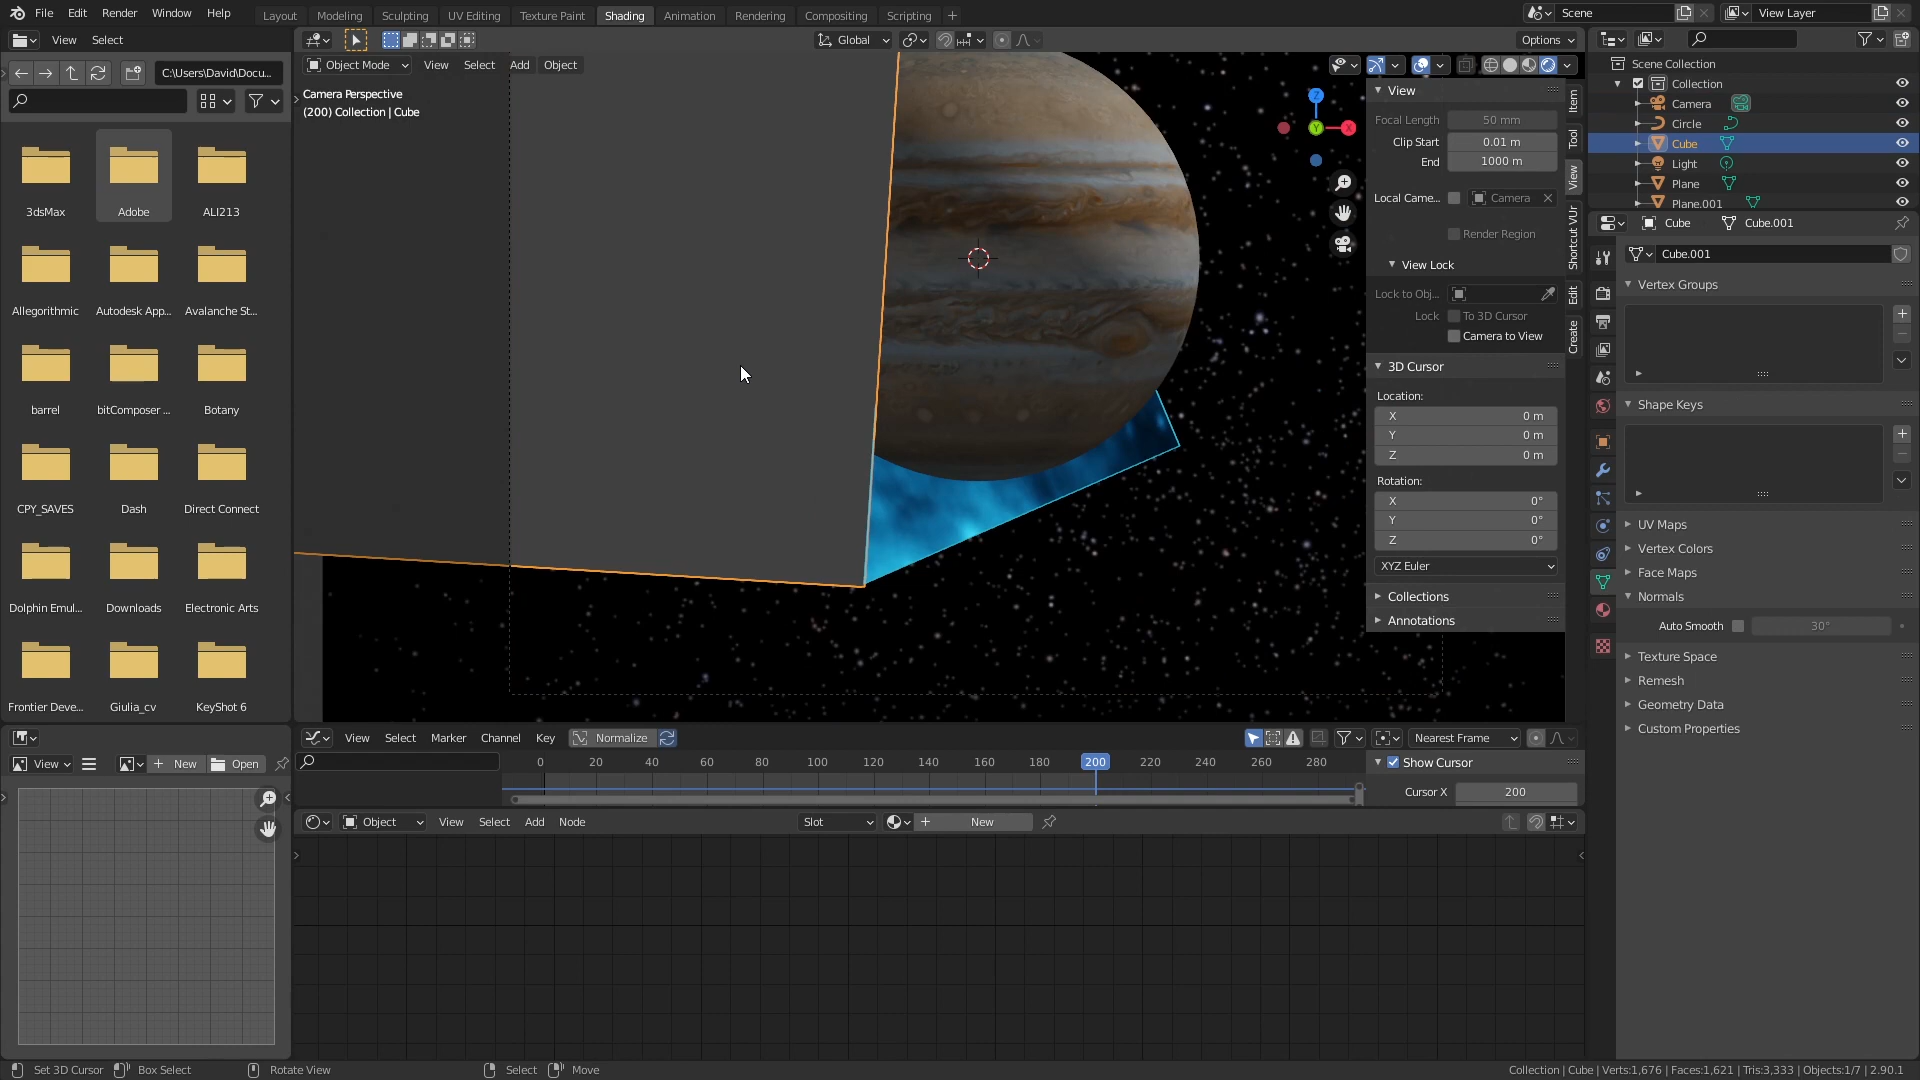 File Edit Render Window Help Layout Modeling Sculpting UV Editing Texture Paint Shading Animation Rendering Compositing Scripting + Scene View Layer
View Select Global Options
C:\Users\David\Docu...
Object Mode View Select Add Object
Camera Perspective
(200) Collection | Cube
3dsMax Adobe ALI213
Allegorithmic Autodesk App... Avalanche St...
barrel bitComposer ... Botany
CPY_SAVES Dash Direct Connect
Dolphin Emul... Downloads Electronic Arts
Frontier Deve... Giulia_cv KeyShot 6
Z
Y
X
View
Focal Length 50 mm
Clip Start 0.01 m
End 1000 m
Local Came... Camera
Render Region
View Lock
Lock to Obj...
Lock To 3D Cursor
Camera to View
3D Cursor
Location:
X 0 m
Y 0 m
Z 0 m
Rotation:
X 0°
Y 0°
Z 0°
XYZ Euler
Collections
Annotations
Item
Tool
View
Shortcut VUr
Edit
Create
Scene Collection
Collection
Camera
Circle
Cube
Light
Plane
Plane.001
Cube Cube.001
Cube.001
Vertex Groups
Shape Keys
UV Maps
Vertex Colors
Face Maps
Normals
Auto Smooth 30°
Texture Space
Remesh
Geometry Data
Custom Properties
View Select Marker Channel Key Normalize Nearest Frame
0 20 40 60 80 100 120 140 160 180 200 220 240 260 280
Show Cursor
Cursor X 200
View New Open
Object View Select Add Node Slot New
Set 3D Cursor Box Select Rotate View Select Move
Collection | Cube | Verts:1,676 | Faces:1,621 | Tris:3,333 | Objects:1/7 | 2.90.1